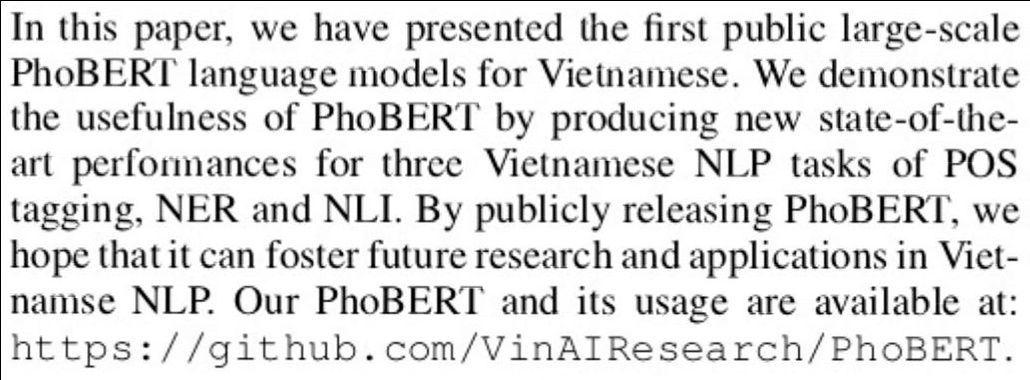 In this paper, we have presented the first public large-scale
PhoBERT language models for Vietnamese. We demonstrate
the usefulness of PhoBERT by producing new state-of-the-
art performances for three Vietnamese NLP tasks of POS
tagging, NER and NLI. By publicly releasing PhoBERT, we
hope that it can foster future research and applications in Viet-
namse NLP. Our PhoBERT and its usage are available at:
https://github.com/VinAIResearch/PhoBERT.